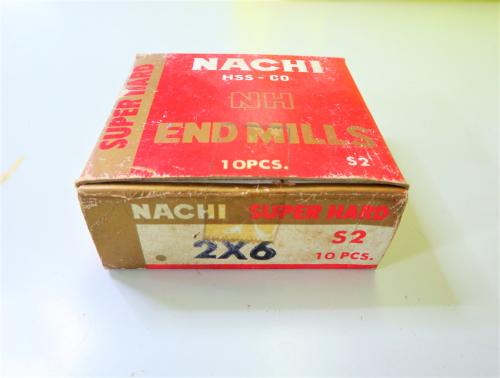 SUPER HARD
NACHI
HSS-CO
NH
END MILLS
10PCS. S2
NACHI SUPER HARD
2X6 S2
10 PCS.